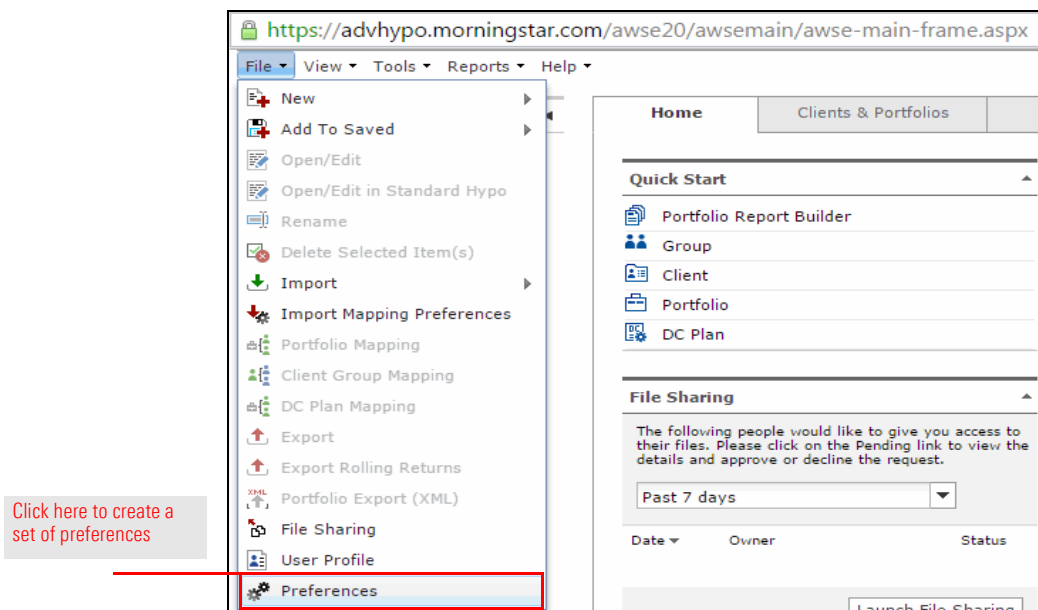 https://advhypo.morningstar.com/awse20/awsemain/awse-main-frame.aspx
File View Tools Reports Help
New
Add To Saved
Open/Edit
Open/Edit in Standard Hypo
Rename
Delete Selected Item(s)
Import
Import Mapping Preferences
Portfolio Mapping
Client Group Mapping
DC Plan Mapping
Export
Export Rolling Returns
XML Portfolio Export (XML)
File Sharing
User Profile
Preferences
Click here to create a
set of preferences
Home Clients & Portfolios
Quick Start
Portfolio Report Builder
Group
Client
Portfolio
DC DC Plan
File Sharing
The following people would like to give you access to
their files. Please click on the Pending link to view the
details and approve or decline the request.
Past 7 days
Date Owner Status
Launch File Sharing